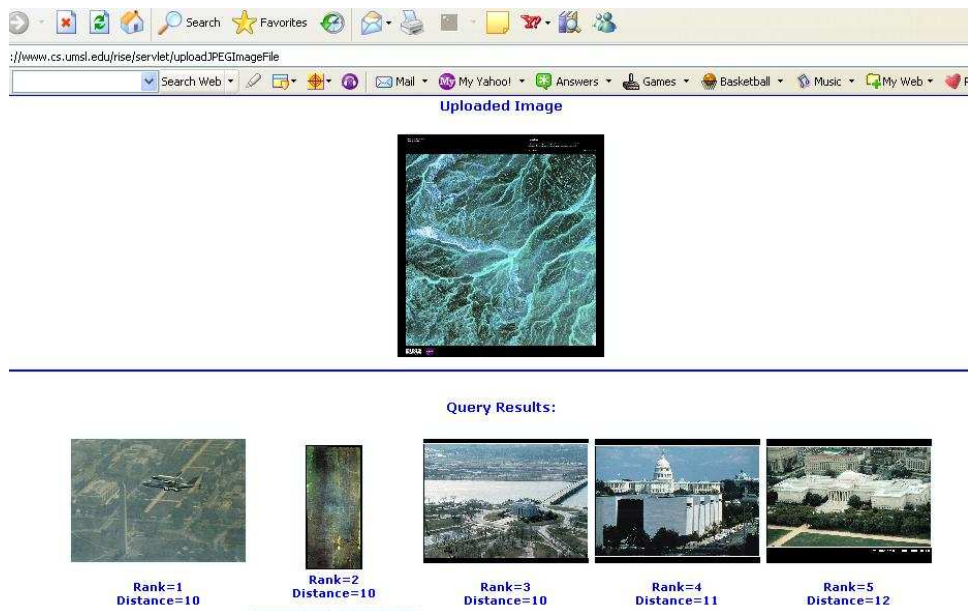 Search Favorites
://www.cs.umsl.edu/rise/servlet/uploadJPEGImageFile
Search Web Mail My Yahoo! Answers Games Basketball Music My Web
Uploaded Image
Query Results:
Rank=1 Rank=2 Rank=3 Rank=4 Rank=5
Distance=10 Distance=10 Distance=10 Distance=11 Distance=12